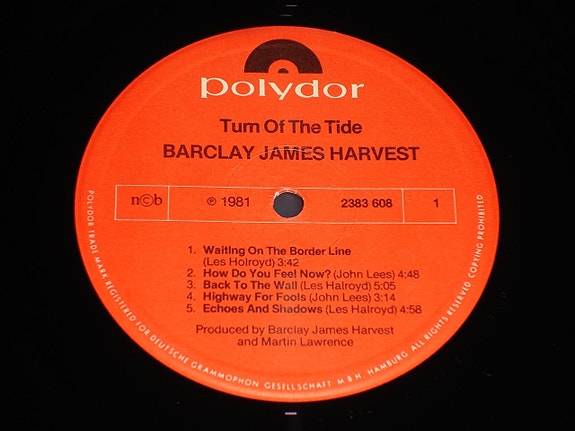 polydor
Turn Of The Tide
BARCLAY JAMES HARVEST
n©b ℗ 1981 2383 608 1
1. Waiting On The Border Line
(Les Holroyd) 3:42
2. How Do You Feel Now? (John Lees) 4:48
3. Back To The Wall (Les Halroyd) 5:05
4. Highway For Fools (John Lees) 3:14
5. Echoes And Shadows (Les Halroyd) 4:58
Produced by Barclay James Harvest
and Martin Lawrence
POLYDOR TRADE MARK REGISTERED FOR DEUTSCHE GRAMMOPHON GESELLSCHAFT M B H, HAMBURG ALL RIGHTS RESERVED COPYING PROHIBITED